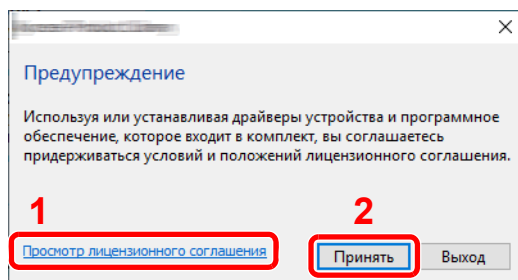 Предупреждение
Используя или устанавливая драйверы устройства и программное
обеспечение, которое входит в комплект, вы соглашаетесь
придерживаться условий и положений лицензионного соглашения.
1
2
Просмотр лицензионного соглашения
Принять
Выход